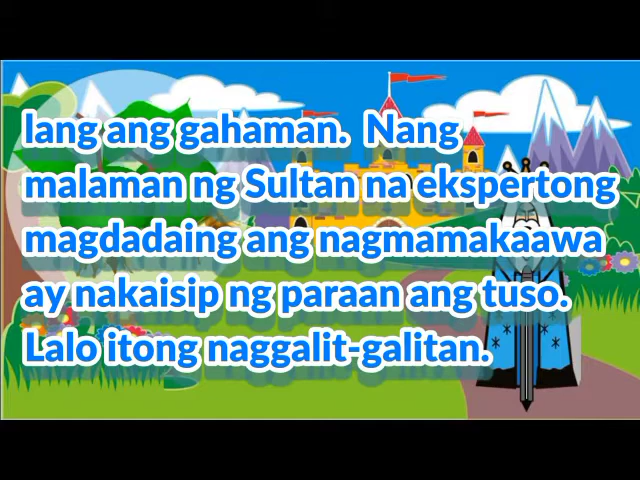 lang ang gahaman.  Nang
malaman ng Sultan na ekspertong
magdadaing ang nagmamakaawa
ay nakaisip ng paraan ang tuso.
Lalo itong naggalit-galitan.